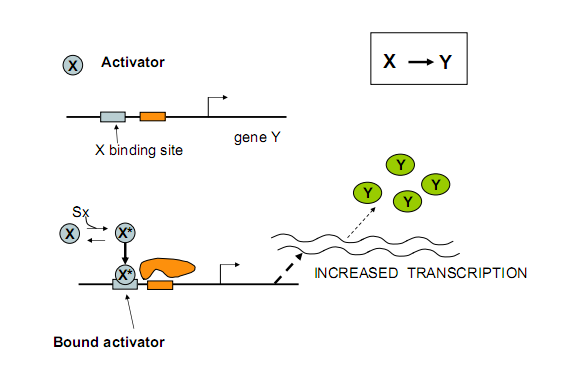 X Activator
X → Y
gene Y
X binding site
Y
Y
Y
Y
Sx
X X*
X*
INCREASED TRANSCRIPTION
Bound activator